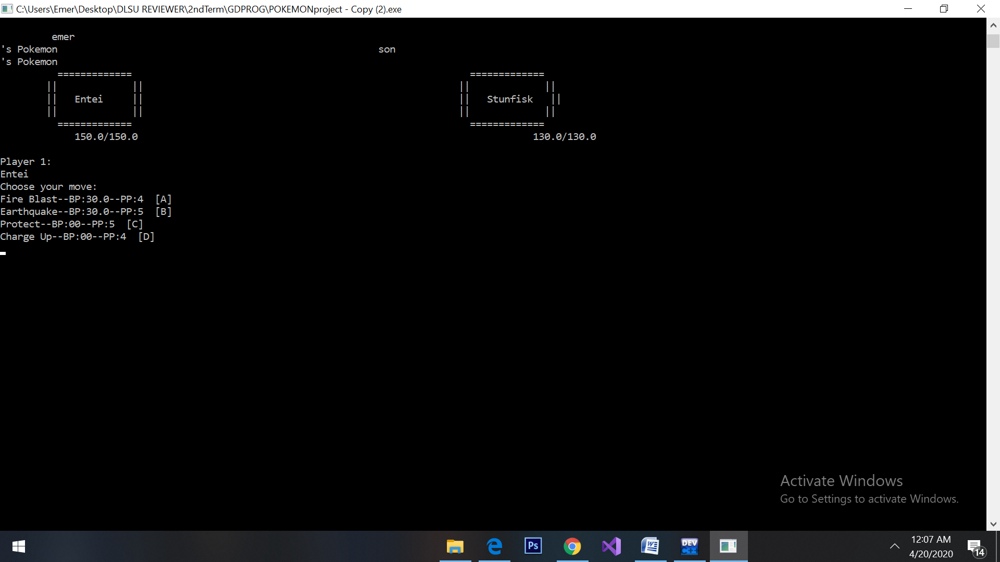 C:\Users\Emer\Desktop\DLSU REVIEWER\2ndTerm\GDPROG\POKEMONproject - Copy (2).exe
emer
's Pokemon son
's Pokemon
============= =============
|| || || ||
|| Entei || || Stunfisk ||
|| || || ||
============= =============
150.0/150.0 130.0/130.0
Player 1:
Entei
Choose your move:
Fire Blast--BP:30.0--PP:4 [A]
Earthquake--BP:30.0--PP:5 [B]
Protect--BP:00--PP:5 [C]
Charge Up--BP:00--PP:4 [D]
Activate Windows
Go to Settings to activate Windows.
Ps
W
DEV
C++
12:07 AM
4/20/2020
14